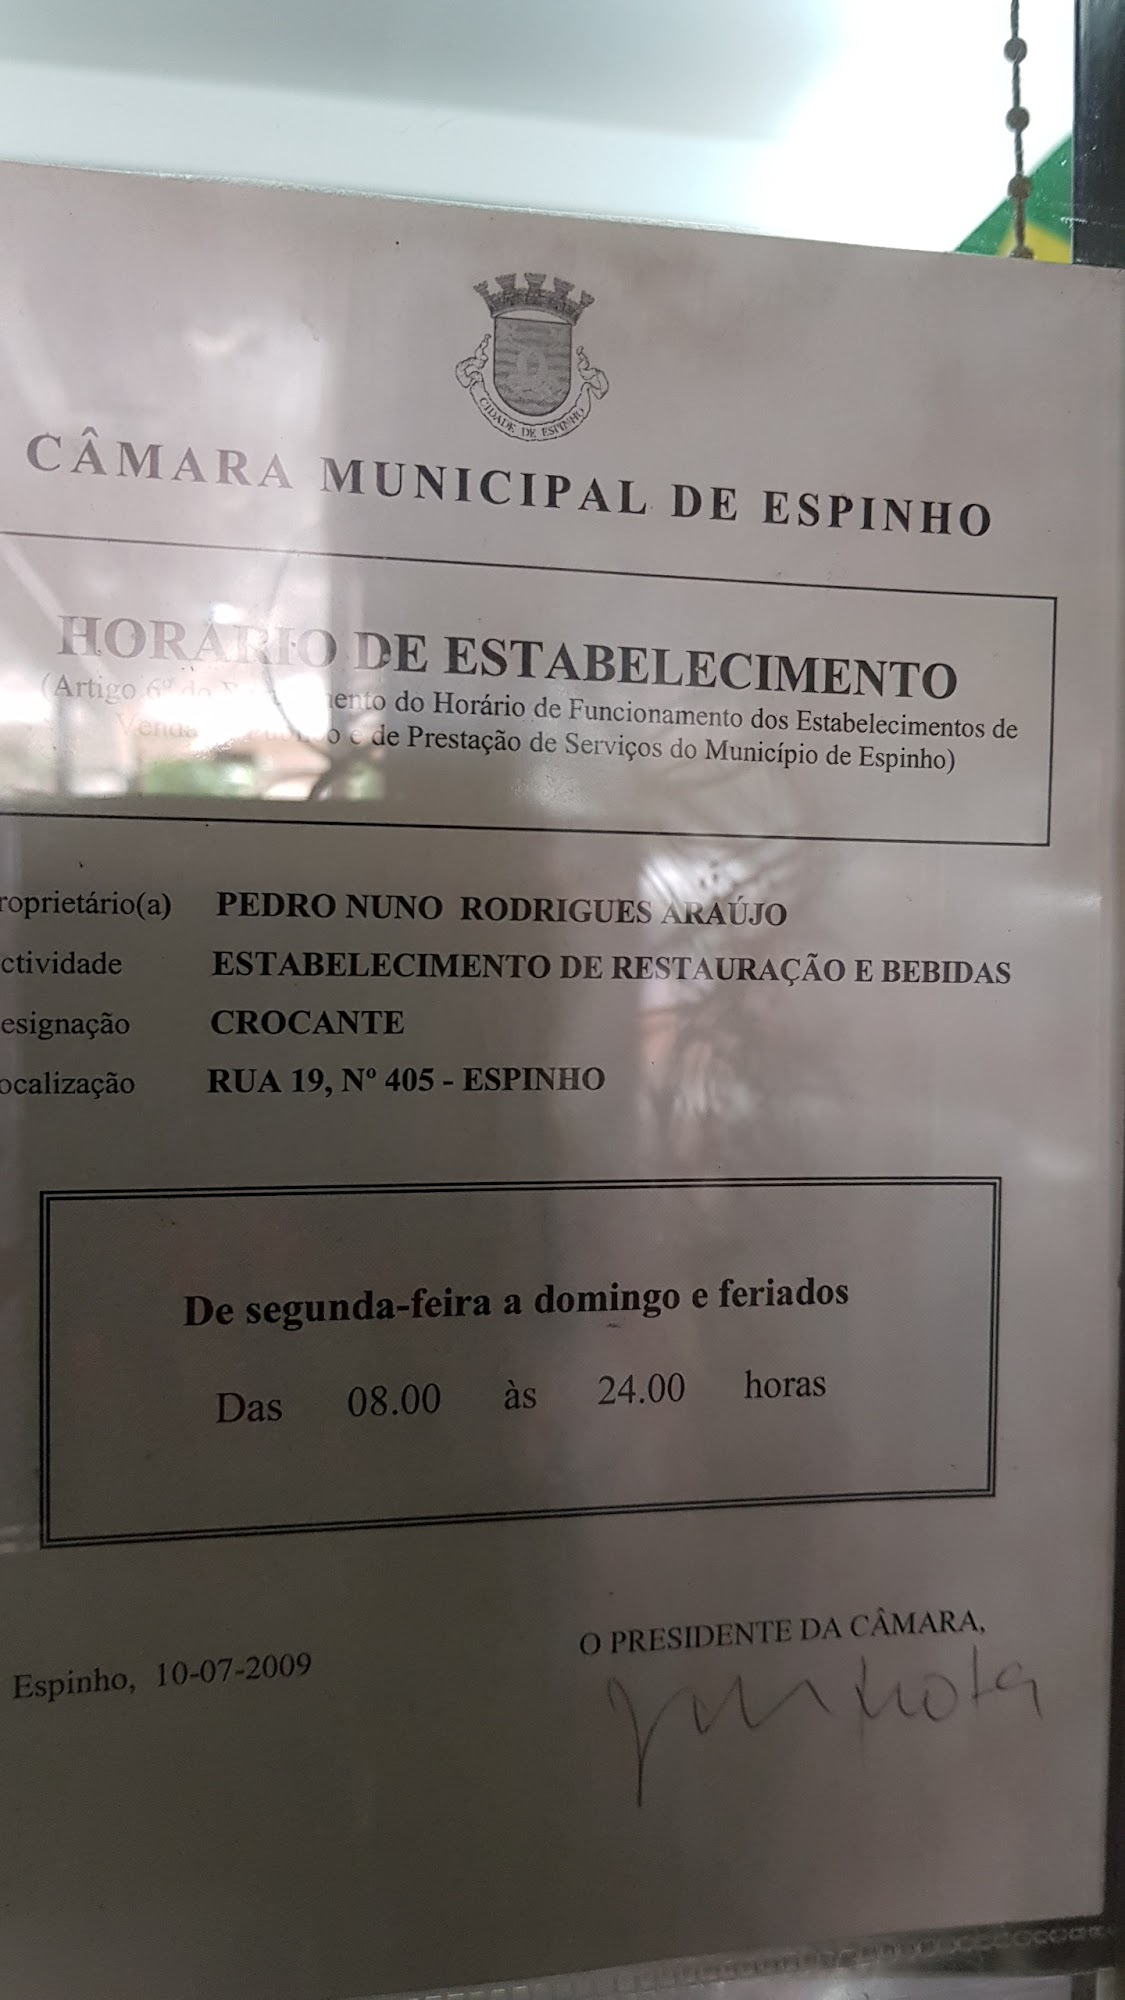 CIDADE DE ESPINHO
CÂMARA MUNICIPAL DE ESPINHO
HORÁRIO DE ESTABELECIMENTO
(Artigo 6º do mento do Horário de Funcionamento dos Estabelecimentos de
Venda e de Prestação de Serviços do Município de Espinho)
roprietário(a) PEDRO NUNO RODRIGUES ARAÚJO
ctividade ESTABELECIMENTO DE RESTAURAÇÃO E BEBIDAS
esignação CROCANTE
ocalização RUA 19, Nº 405 - ESPINHO
De segunda-feira a domingo e feriados
Das 08.00 às 24.00 horas
O PRESIDENTE DA CÂMARA,
Espinho, 10-07-2009